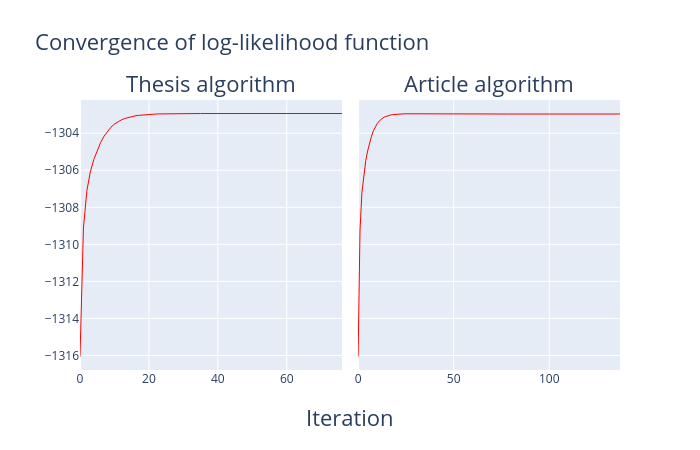 Convergence of log-likelihood function
Thesis algorithm
Article algorithm
−1304
−1306
−1308
−1310
−1312
−1314
−1316
0 20 40 60
0 50 100
Iteration